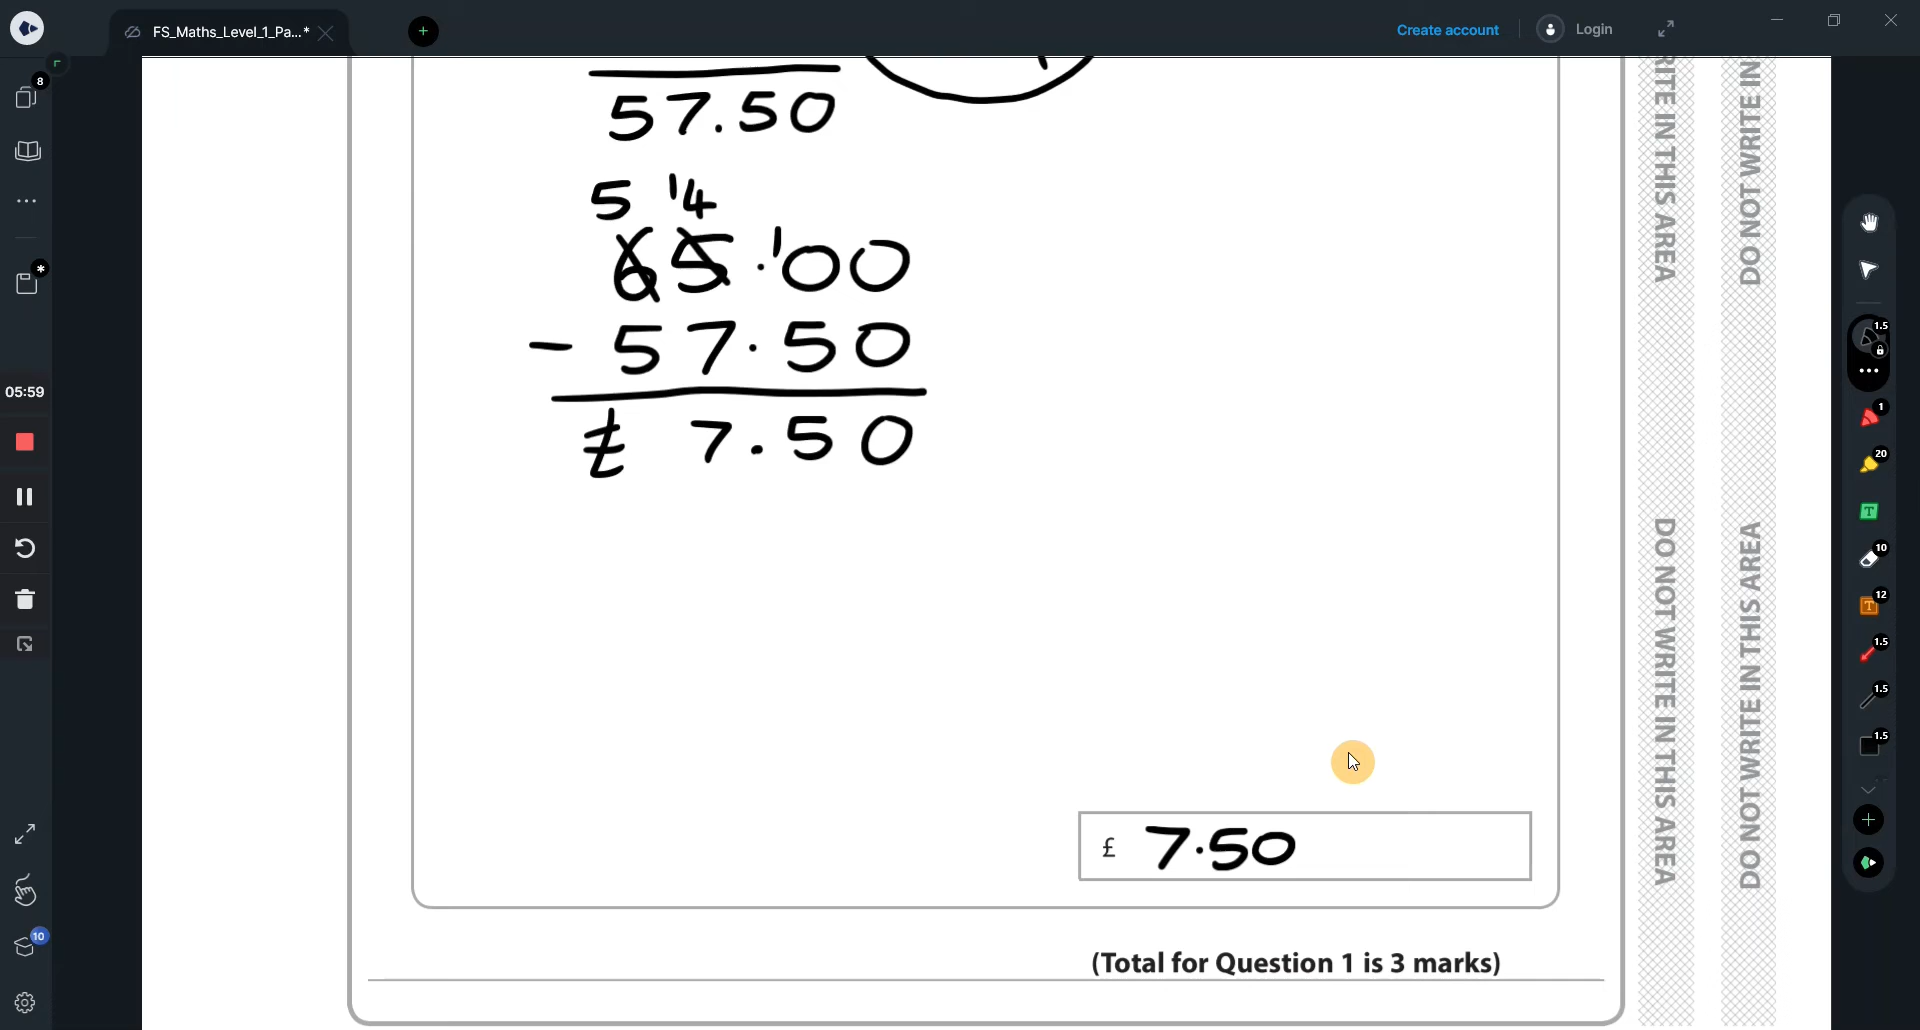 FS_Maths_Level_1_Pa...*
Create account
Login
8
05:59
10
57.50
5 14
65.100
- 57.50
£ 7.50
£ 7.50
(Total for Question 1 is 3 marks)
RITE IN THIS AREA
DO NOT WRITE IN
DO NOT WRITE IN THIS AREA
DO NOT WRITE IN THIS AREA
1.5
1
20
T
10
T
12
1.5
1.5
1.5